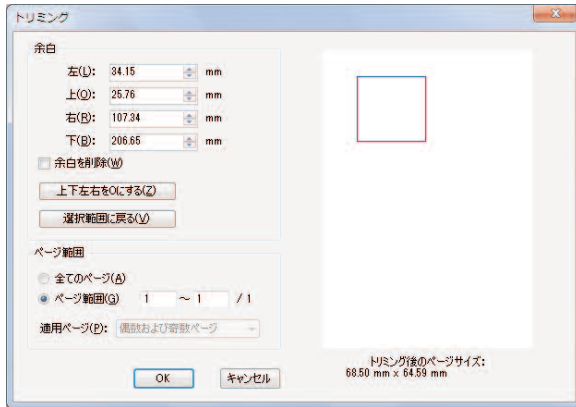 トリミング
余白
左(L): 34.15 mm
上(O): 25.76 mm
右(R): 107.34 mm
下(B): 206.65 mm
余白を削除(W)
上下左右を0にする(Z)
選択範囲に戻る(V)
ページ範囲
全てのページ(A)
ページ範囲(G) 1 ～ 1 / 1
適用ページ(P): 偶数および奇数ページ
OK キャンセル
トリミング後のページサイズ:
68.50 mm x 64.59 mm